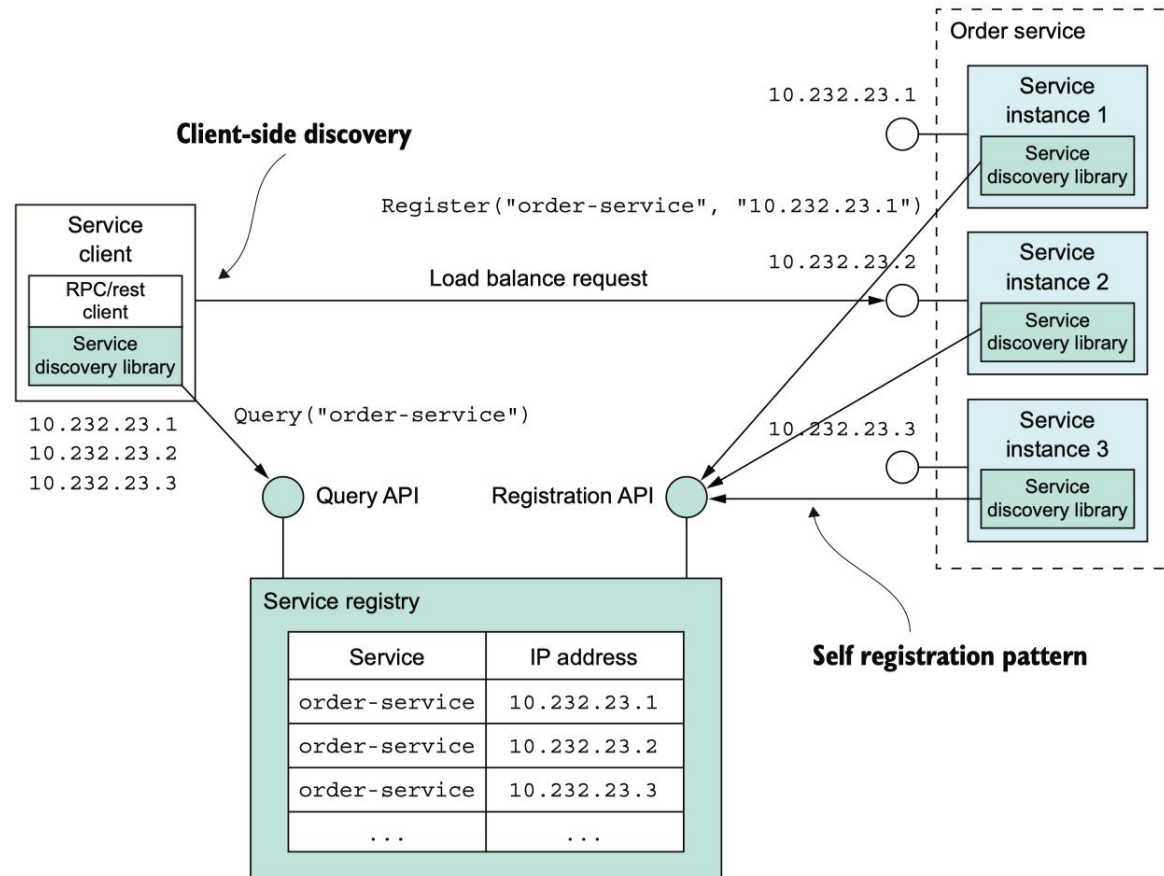 Order service
Service
instance 1
Service
discovery library
10.232.23.1
Client-side discovery
Register("order-service", "10.232.23.1")
Service
client
RPC/rest
client
Service
discovery library
10.232.23.1
10.232.23.2
10.232.23.3
Load balance request
10.232.23.2
Service
instance 2
Service
discovery library
Query("order-service")
10.232.23.3
Service
instance 3
Service
discovery library
Query API
Registration API
Self registration pattern
Service registry
Service IP address
order-service 10.232.23.1
order-service 10.232.23.2
order-service 10.232.23.3
... ...